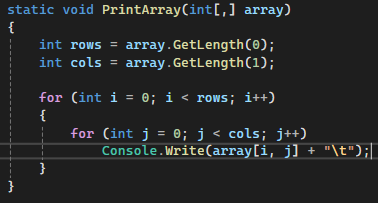 static void PrintArray(int[,] array)
{
    int rows = array.GetLength(0);
    int cols = array.GetLength(1);

    for (int i = 0; i < rows; i++)
    {
        for (int j = 0; j < cols; j++)
            Console.Write(array[i, j] + "\t");
    }
}